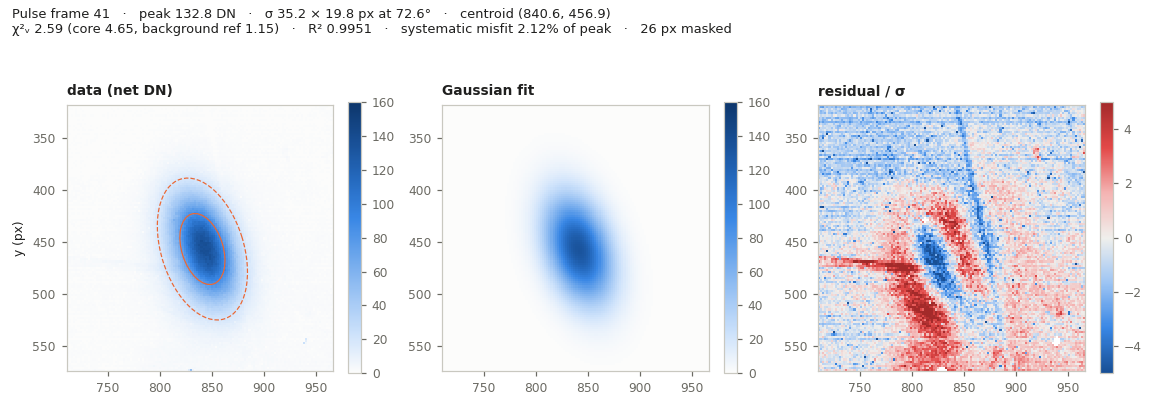 Pulse frame 41 · peak 132.8 DN · σ 35.2 × 19.8 px at 72.6° · centroid (840.6, 456.9)
χ²ᵥ 2.59 (core 4.65, background ref 1.15) · R² 0.9951 · systematic misfit 2.12% of peak · 26 px masked
data (net DN) Gaussian fit residual / σ
160 160
350 140 350 140 350 4
120 120
400 400 400 2
100 100
y (px) 450 80 450 80 450 0
60 60
500 500 500 −2
40 40
550 20 550 20 550 −4
0 0
750 800 850 900 950 750 800 850 900 950 750 800 850 900 950